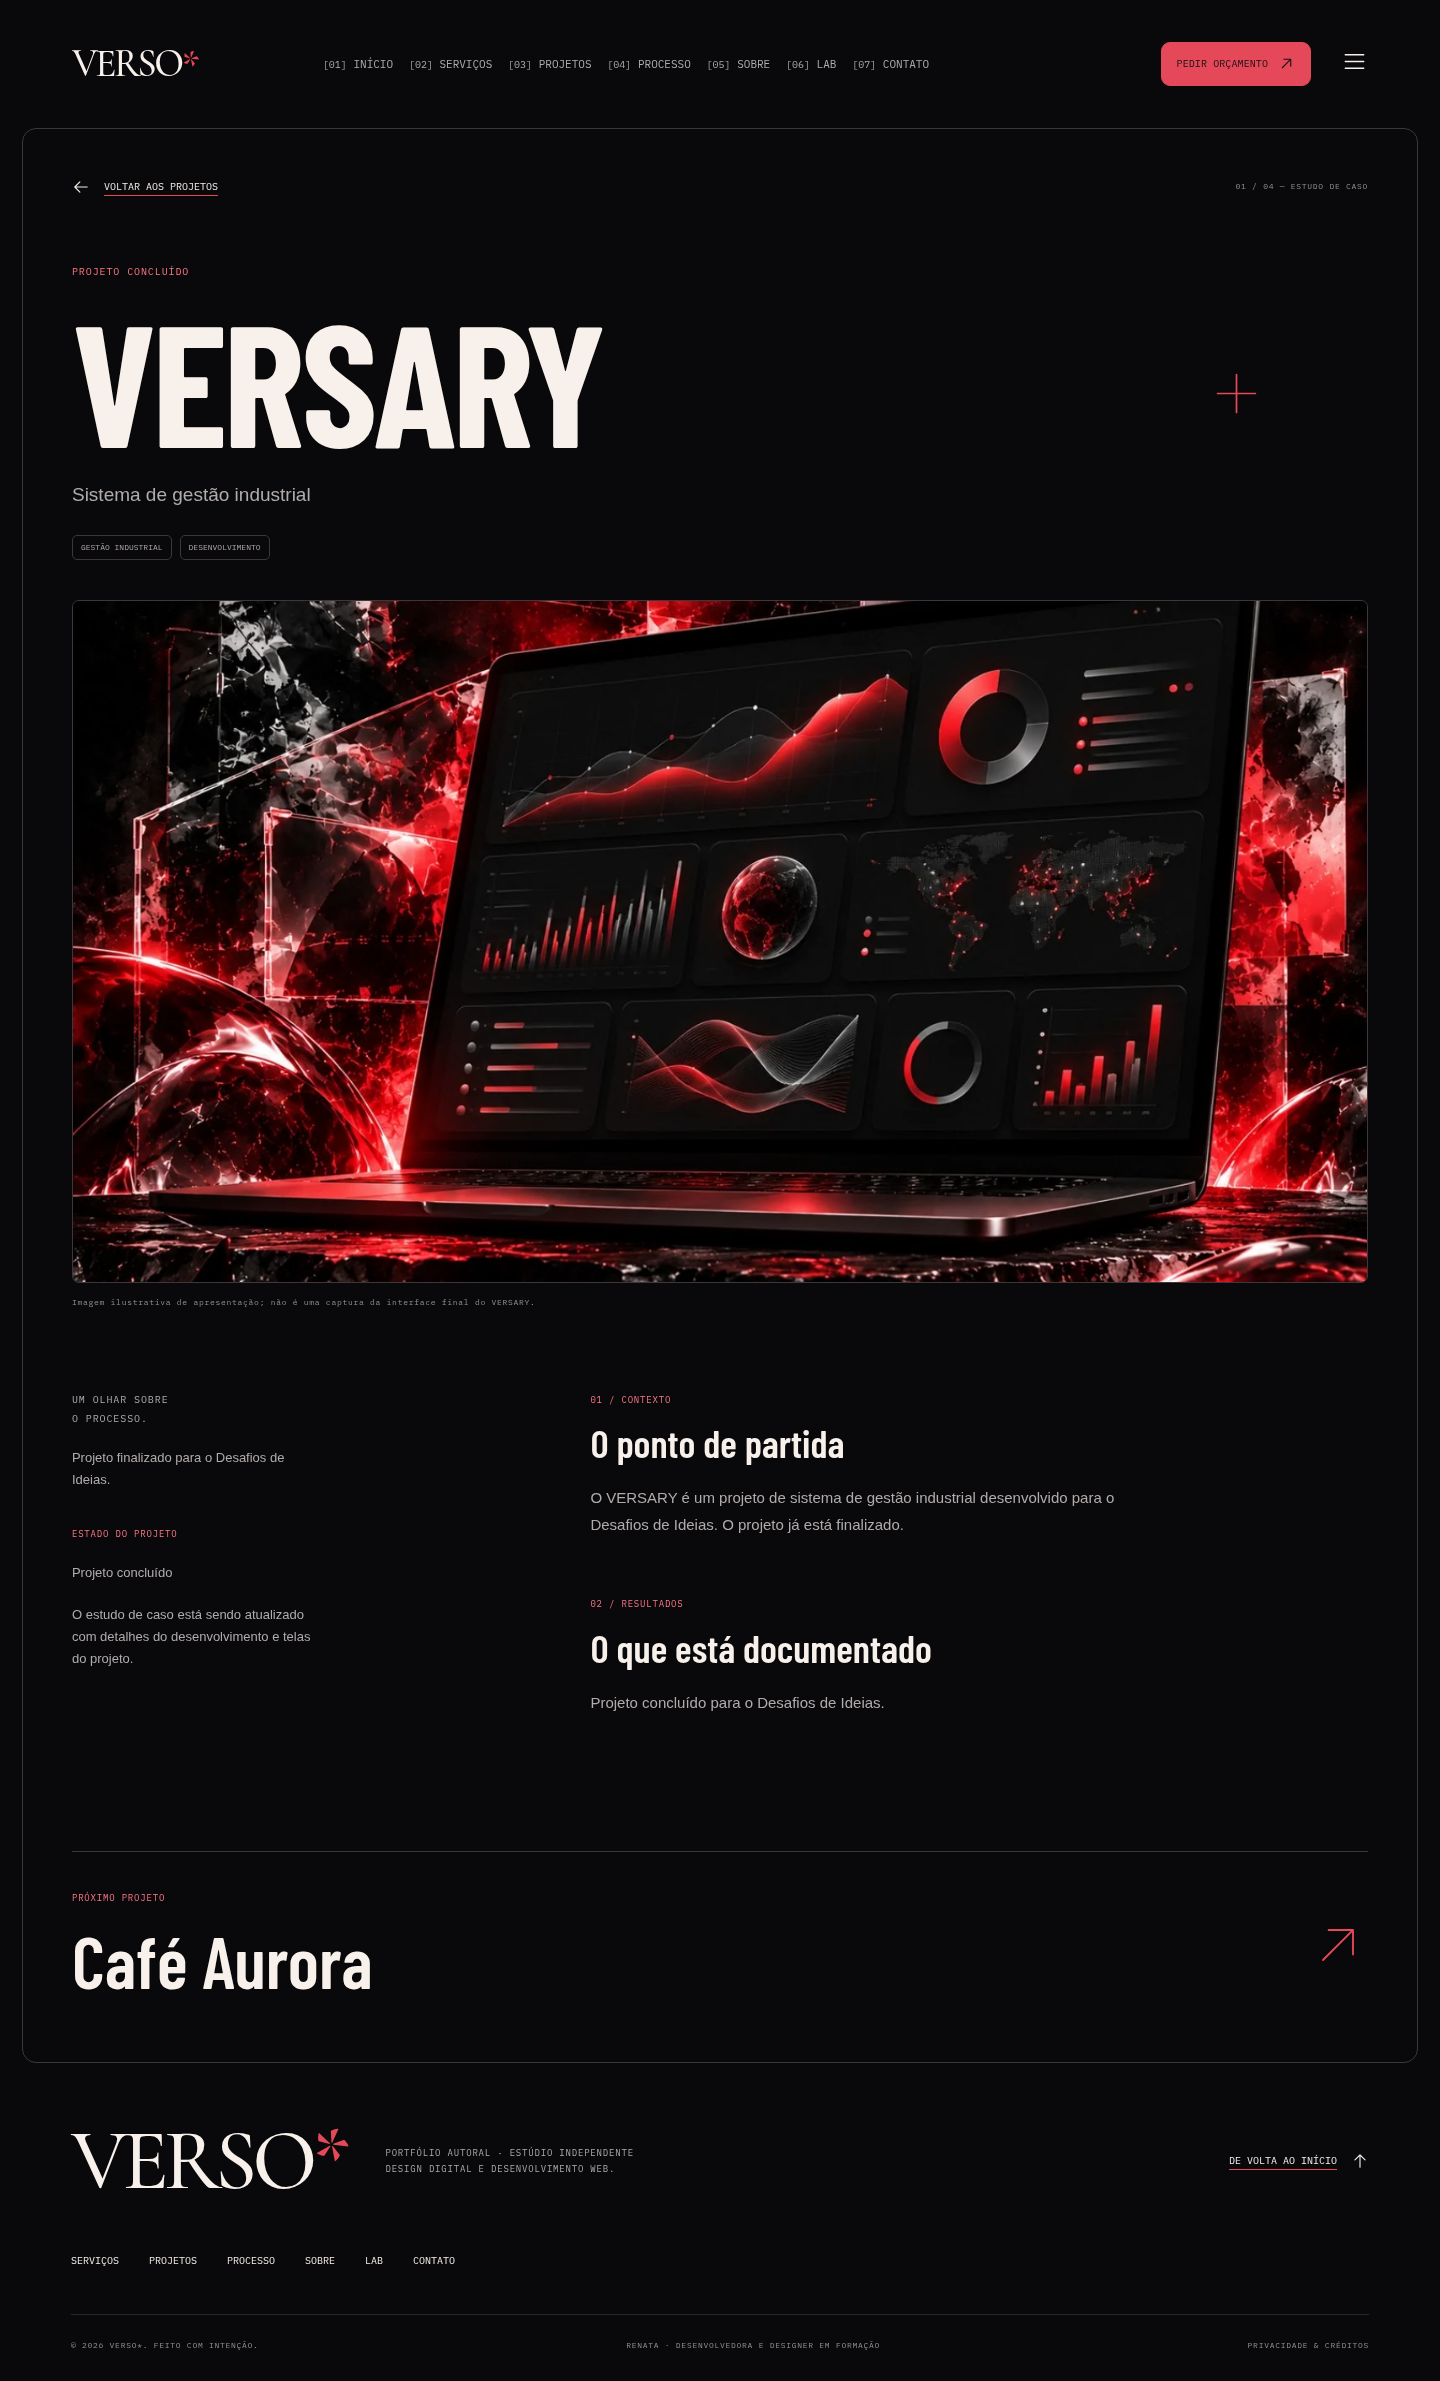 VERSO*
[01] INÍCIO [02] SERVIÇOS [03] PROJETOS [04] PROCESSO [05] SOBRE [06] LAB [07] CONTATO
PEDIR ORÇAMENTO
VOLTAR AOS PROJETOS
01 / 04 — ESTUDO DE CASO
PROJETO CONCLUÍDO
VERSARY
Sistema de gestão industrial
GESTÃO INDUSTRIAL
DESENVOLVIMENTO
Imagem ilustrativa de apresentação; não é uma captura da interface final do VERSARY.
UM OLHAR SOBRE
O PROCESSO.
Projeto finalizado para o Desafios de
Ideias.
ESTADO DO PROJETO
Projeto concluído
O estudo de caso está sendo atualizado
com detalhes do desenvolvimento e telas
do projeto.
01 / CONTEXTO
O ponto de partida
O VERSARY é um projeto de sistema de gestão industrial desenvolvido para o
Desafios de Ideias. O projeto já está finalizado.
02 / RESULTADOS
O que está documentado
Projeto concluído para o Desafios de Ideias.
PRÓXIMO PROJETO
Café Aurora
VERSO*
PORTFÓLIO AUTORAL · ESTÚDIO INDEPENDENTE
DESIGN DIGITAL E DESENVOLVIMENTO WEB.
DE VOLTA AO INÍCIO
SERVIÇOS PROJETOS PROCESSO SOBRE LAB CONTATO
© 2026 VERSO*. FEITO COM INTENÇÃO.
RENATA · DESENVOLVEDORA E DESIGNER EM FORMAÇÃO
PRIVACIDADE & CRÉDITOS